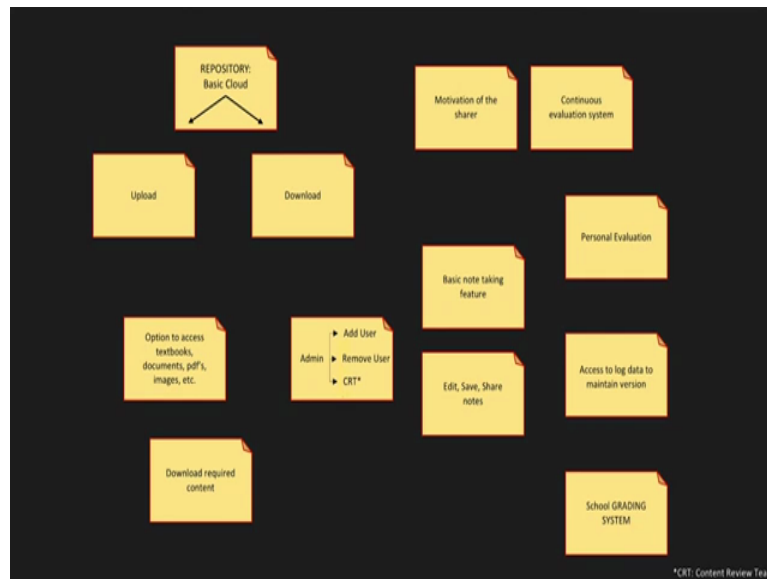 REPOSITORY:
Basic Cloud
Motivation of the
sharer
Continuous
evaluation system
Upload
Download
Personal Evaluation
Basic note taking
feature
Option to access
textbooks,
documents, pdf's,
images, etc.
Admin
Add User
Remove User
CRT*
Edit, Save, Share
notes
Access to log data to
maintain version
Download required
content
School GRADING
SYSTEM
*CRT: Content Review Tea